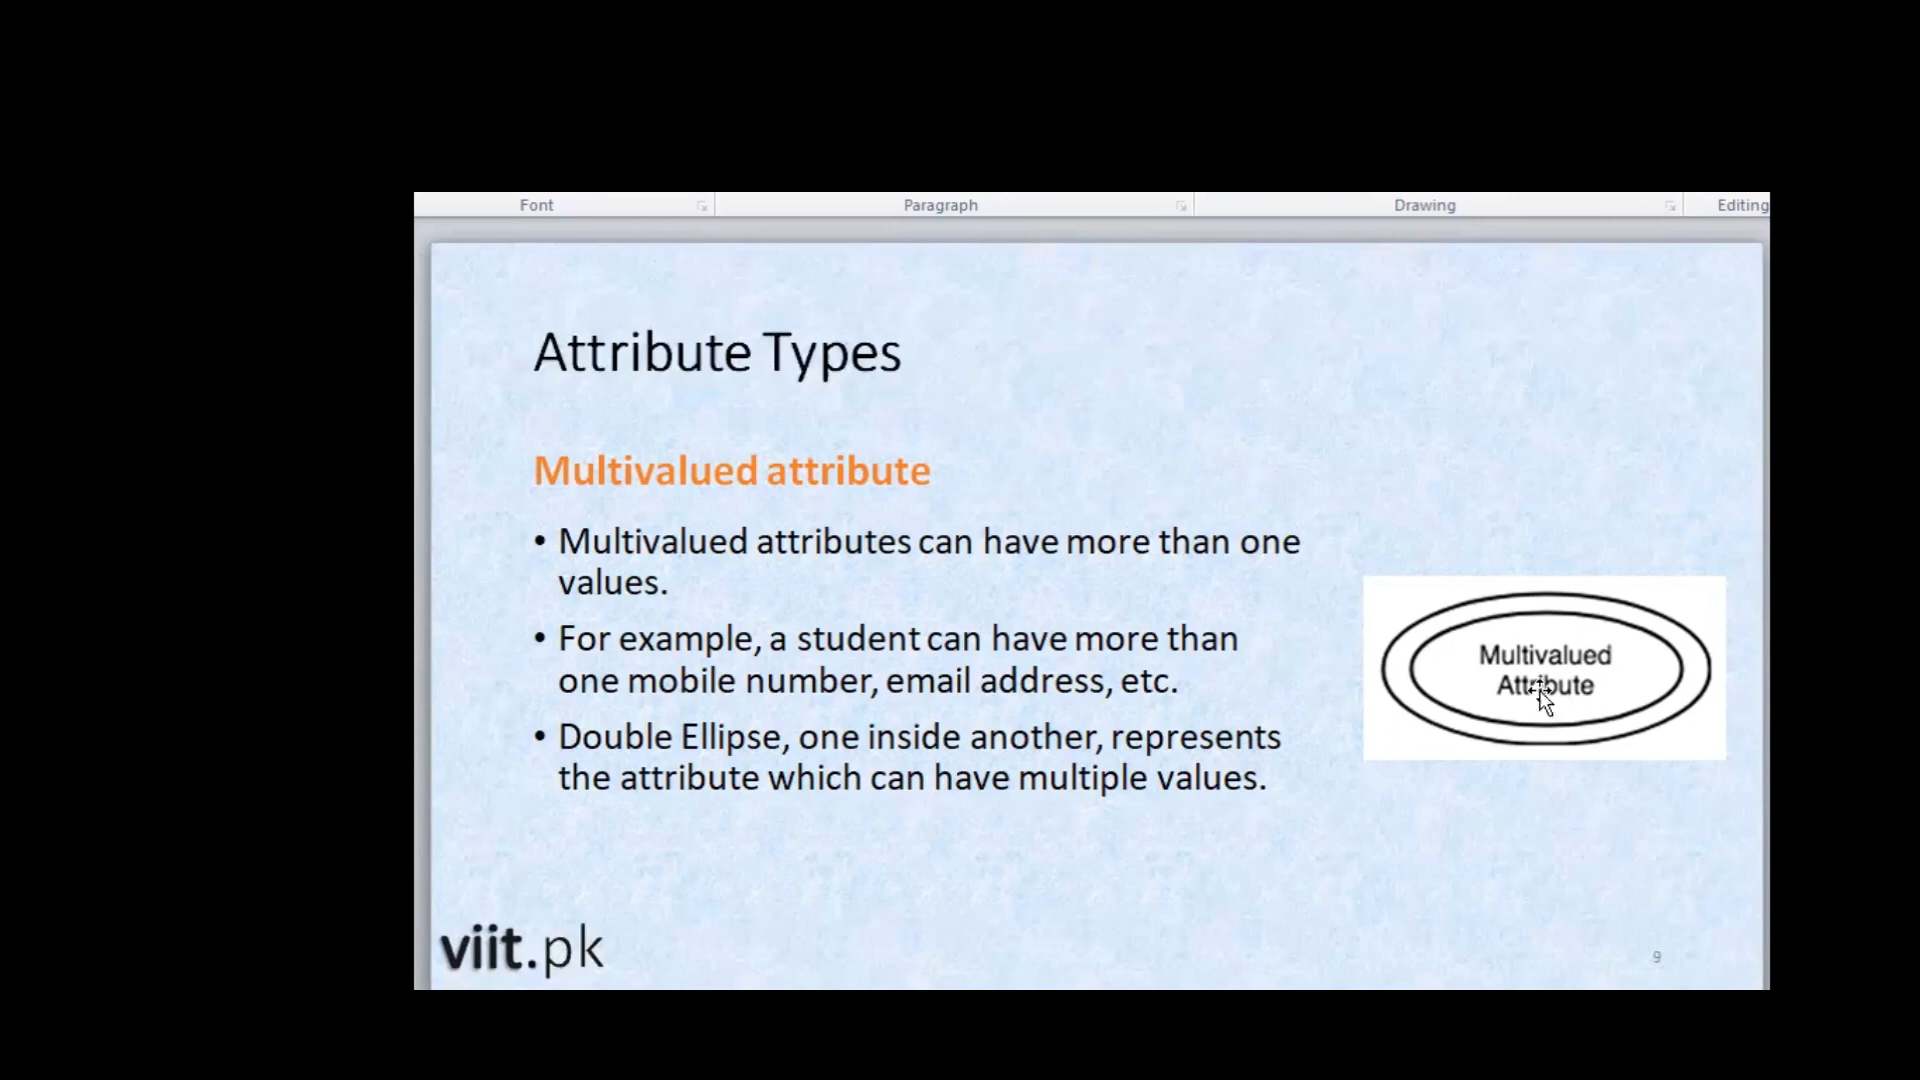 Font Paragraph Drawing Editing
Attribute Types
Multivalued attribute
• Multivalued attributes can have more than one
values.
• For example, a student can have more than
one mobile number, email address, etc.
• Double Ellipse, one inside another, represents
the attribute which can have multiple values.
Multivalued
Attribute
viit.pk
9